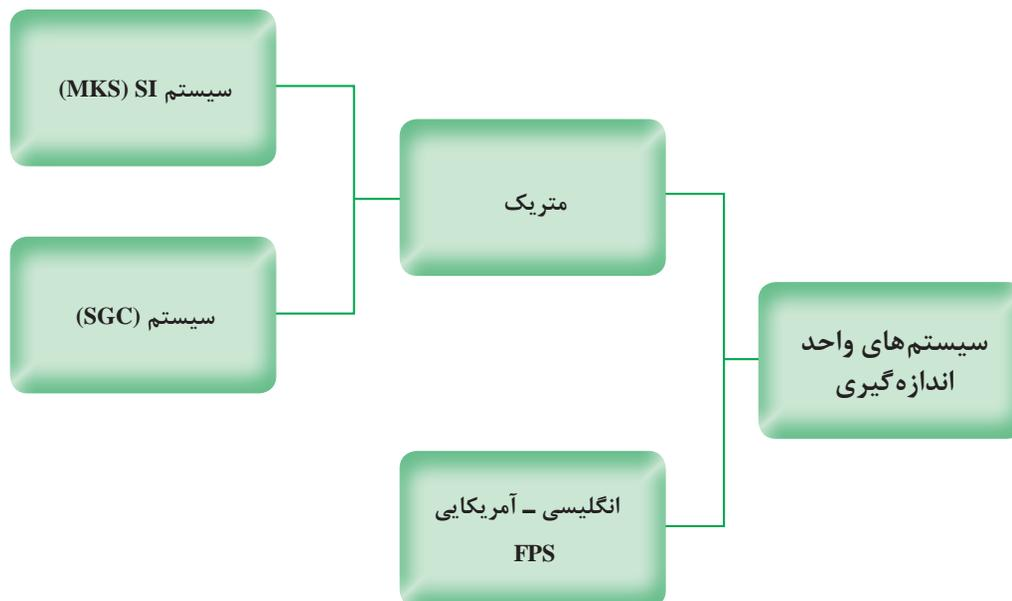 سیستم‌های واحد
اندازه‌گیری
متریک
سیستم SI (MKS)
سیستم (SGC)
انگلیسی ـ آمریکایی
FPS